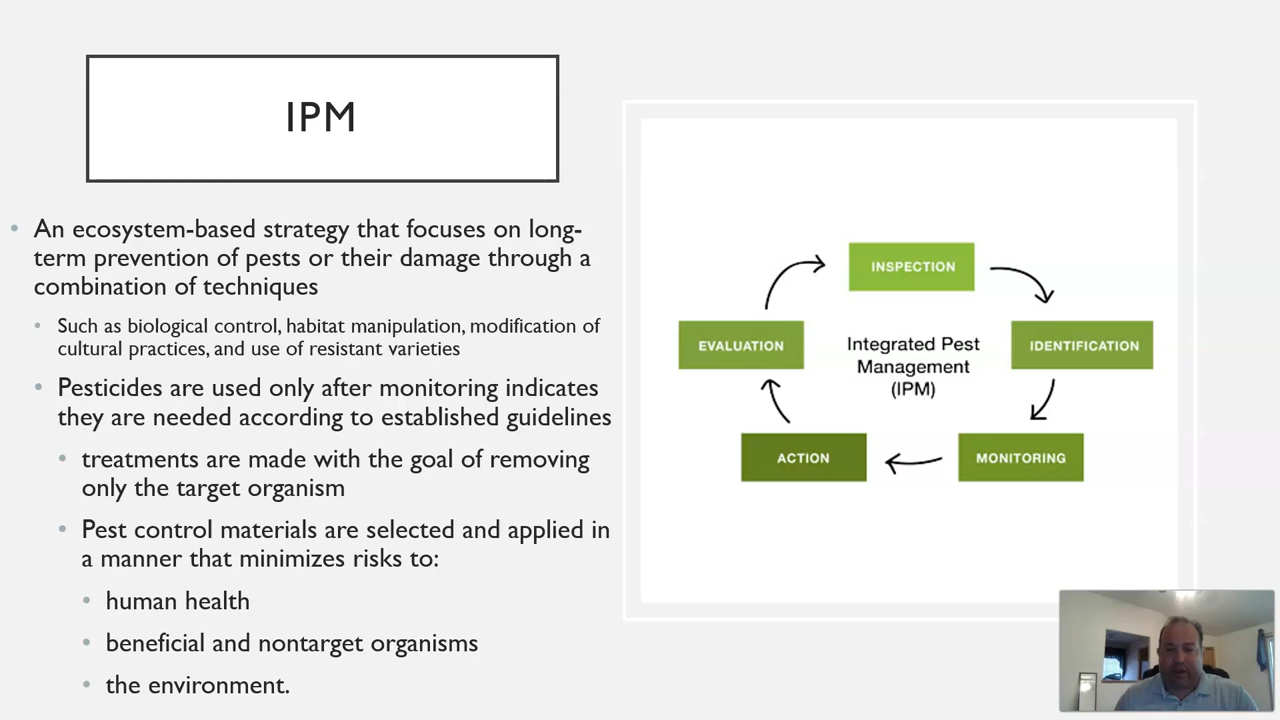 IPM
An ecosystem-based strategy that focuses on long-
term prevention of pests or their damage through a
combination of techniques
Such as biological control, habitat manipulation, modification of
cultural practices, and use of resistant varieties
Pesticides are used only after monitoring indicates
they are needed according to established guidelines
treatments are made with the goal of removing
only the target organism
Pest control materials are selected and applied in
a manner that minimizes risks to:
human health
beneficial and nontarget organisms
the environment.
INSPECTION
IDENTIFICATION
MONITORING
ACTION
EVALUATION
Integrated Pest
Management
(IPM)